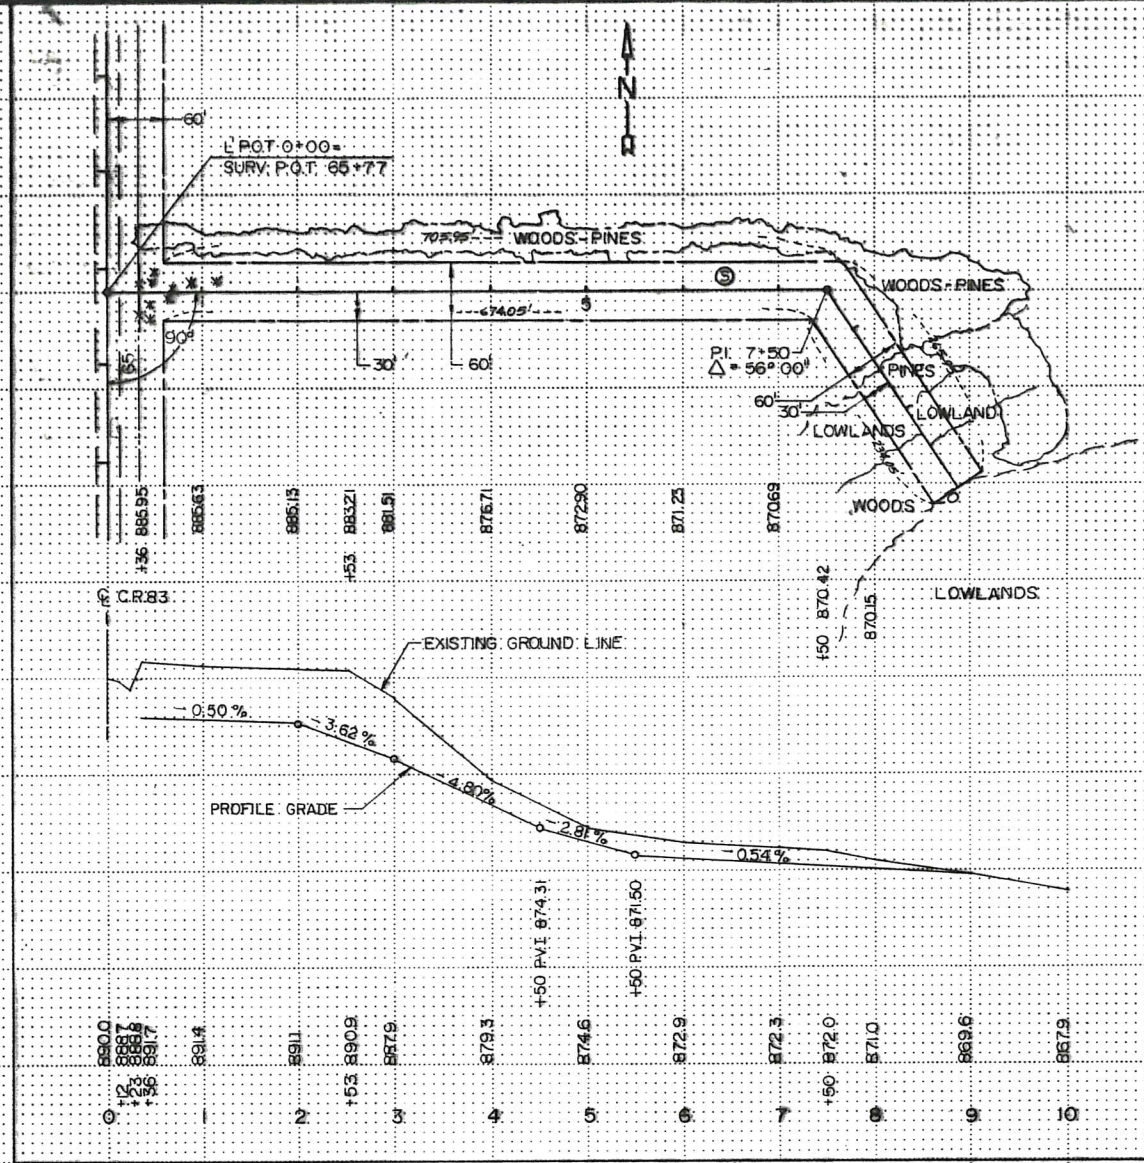 N
60'
L P.O.T. 0+00=
SURV. P.O.T. 65+77
703.95
WOODS-PINES
S
WOODS-PINES
5
674.05'
90°
65'
30'
60'
P.I. 7+50
△ = 56°00"
PINES
60'
30'
LOWLAND
LOWLANDS
WOODS
LOWLANDS
+36 885.95
885.63
885.13
+53 883.21
881.51
876.71
872.90
871.23
870.69
+50 870.42
870.15
℄ C.R.83
EXISTING GROUND LINE
- 0.50 %
- 3.62 %
- 4.80%
- 2.81 %
- 0.54 %
PROFILE GRADE
+50 P.V.I. 874.31
+50 P.V.I. 871.50
890.0
+12 888.7
+23 888.8
+36 891.7
891.4
891.1
+53 890.9
887.9
879.3
874.6
872.9
872.3
+50 872.0
871.0
869.6
867.9
0 1 2 3 4 5 6 7 8 9 10